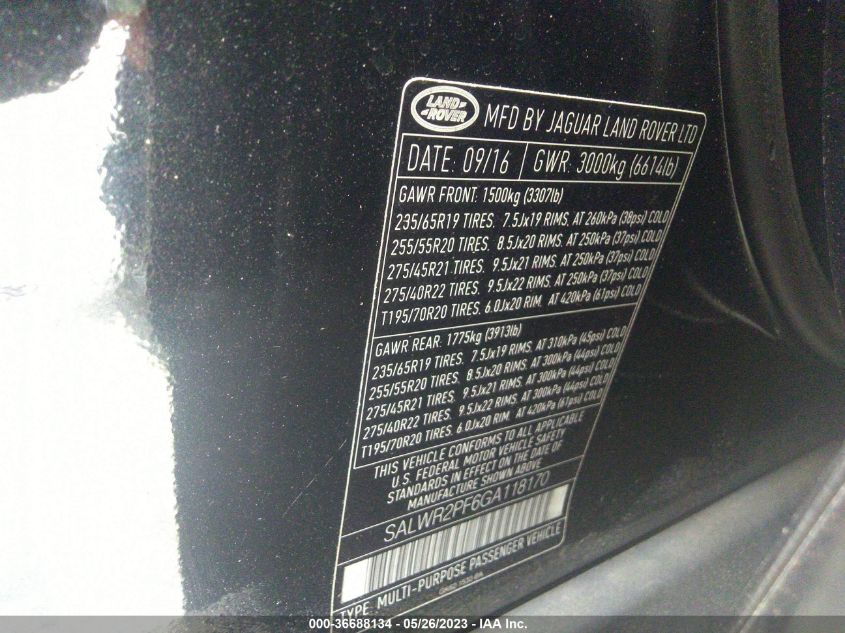 LAND ROVER
MFD BY JAGUAR LAND ROVER LTD
DATE: 09/16 GWR: 3000kg (6614lb)
GAWR FRONT: 1500kg (3307lb)
235/65R19 TIRES. 7.5Jx19 RIMS. AT 260kPa (38psi) COLD
255/55R20 TIRES. 8.5Jx20 RIMS. AT 250kPa (37psi) COLD
275/45R21 TIRES. 9.5Jx21 RIMS. AT 250kPa (37psi) COLD
275/40R22 TIRES. 9.5Jx22 RIMS. AT 250kPa (37psi) COLD
T195/70R20 TIRES. 6.0Jx20 RIM. AT 420kPa (61psi) COLD
GAWR REAR: 1775kg (3913lb)
235/65R19 TIRES. 7.5Jx19 RIMS. AT 310kPa (45psi) COLD
255/55R20 TIRES. 8.5Jx20 RIMS. AT 300kPa (44psi) COLD
275/45R21 TIRES. 9.5Jx21 RIMS. AT 300kPa (44psi) COLD
275/40R22 TIRES. 9.5Jx22 RIMS. AT 300kPa (44psi) COLD
T195/70R20 TIRES. 6.0Jx20 RIM. AT 420kPa (61psi) COLD
THIS VEHICLE CONFORMS TO ALL APPLICABLE
U.S. FEDERAL MOTOR VEHICLE SAFETY
STANDARDS IN EFFECT ON THE DATE OF
MANUFACTURE SHOWN ABOVE
SALWR2PF6GA118170
TYPE: MULTI-PURPOSE PASSENGER VEHICLE
000-36688134 - 05/26/2023 - IAA Inc.